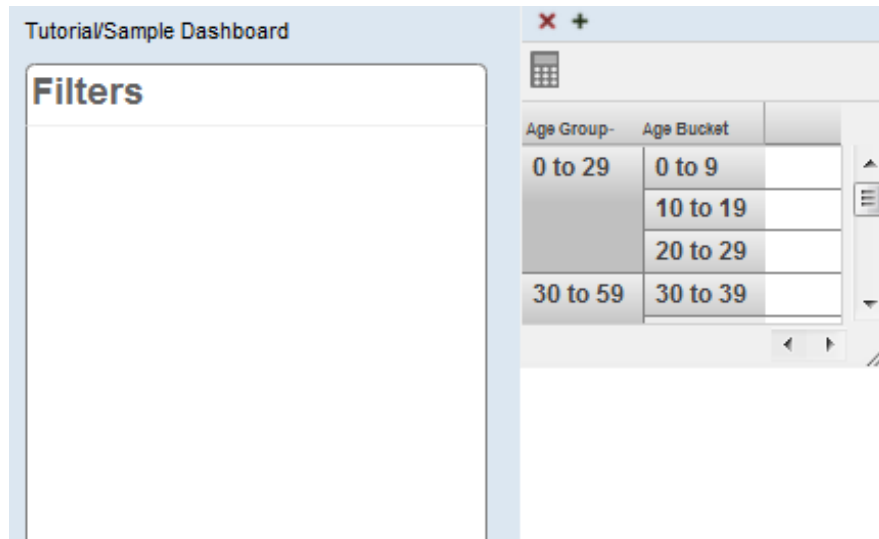 Tutorial/Sample Dashboard
Filters
Age Group- Age Bucket
0 to 29 0 to 9
10 to 19
20 to 29
30 to 59 30 to 39